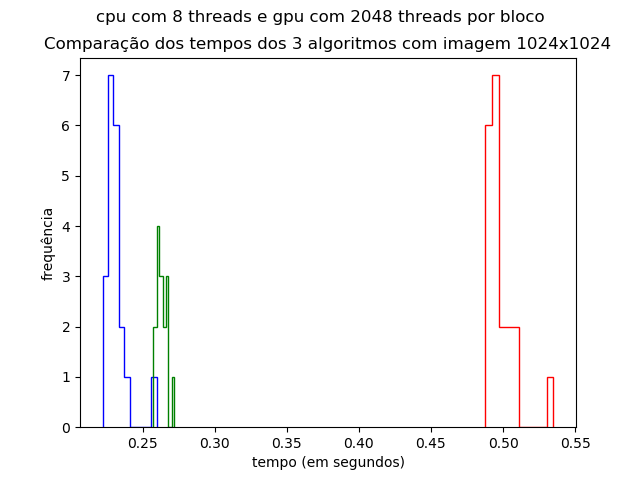 cpu com 8 threads e gpu com 2048 threads por bloco
Comparação dos tempos dos 3 algoritmos com imagem 1024x1024
7
6
5
4
3
2
1
0
frequência
0.25 0.30 0.35 0.40 0.45 0.50 0.55
tempo (em segundos)